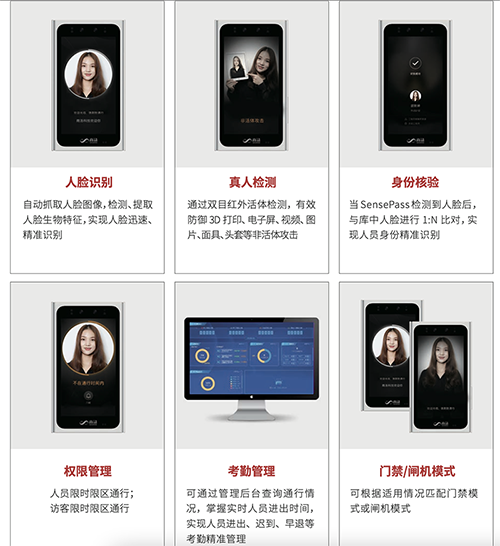 人脸识别
自动抓取人脸图像,检测、提取
人脸生物特征,实现人脸迅速、
精准识别
真人检测
通过双目红外活体检测，有效
防御 3D 打印、电子屏、视频、图
片、面具、头套等非活体攻击
身份核验
当 SensePass 检测到人脸后，
与库中人脸进行 1:N 比对，实
现人员身份精准识别
不在通行时间内
权限管理
人员限时限区通行；
访客限时限区通行
考勤管理
可通过管理后台查询通行情
况，掌握实时人员进出时间，
实现人员进出、迟到、早退等
考勤精准管理
门禁/闸机模式
可根据适用情况匹配门禁模
式或闸机模式